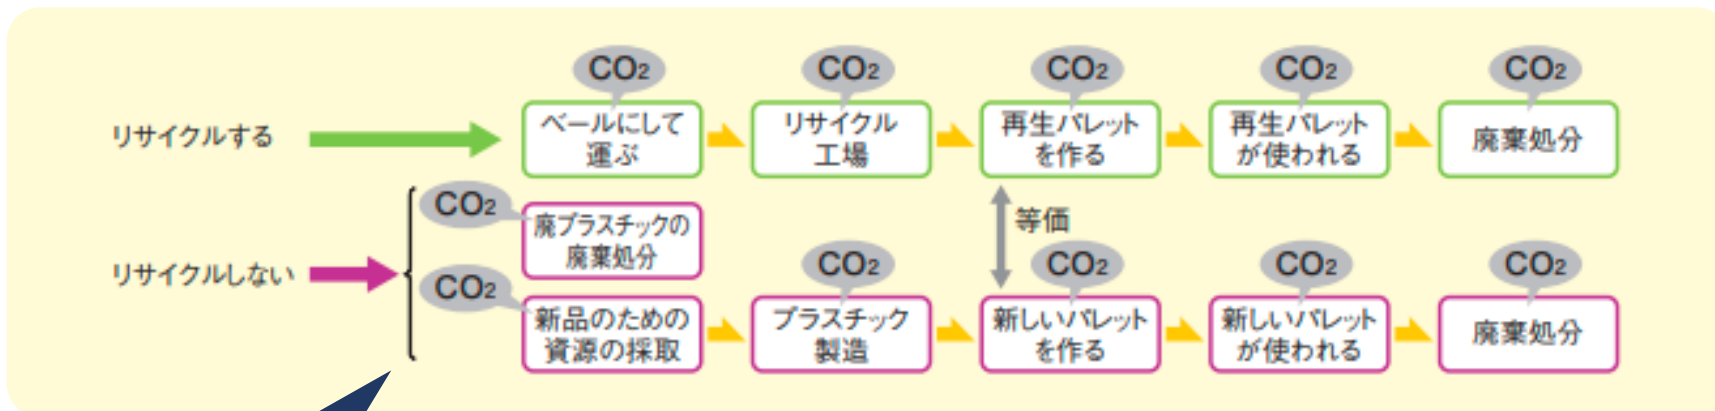 CO2
CO2
CO2
CO2
CO2
リサイクルする
ベールにして
運ぶ
リサイクル
工場
再生パレット
を作る
再生パレット
が使われる
廃棄処分
CO2
廃プラスチックの
廃棄処分
等価
リサイクルしない
CO2
CO2
CO2
CO2
CO2
新品のための
資源の採取
プラスチック
製造
新しいパレット
を作る
新しいパレット
が使われる
廃棄処分